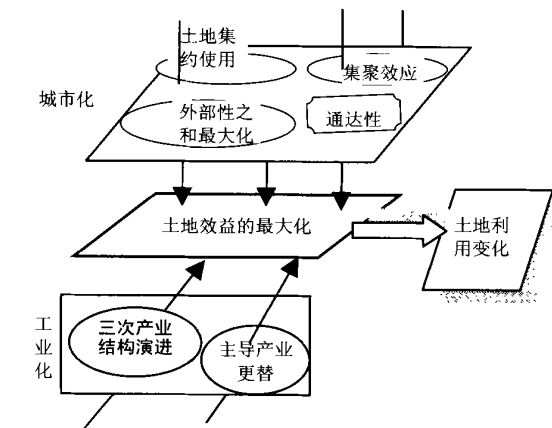 土地集
约使用
集聚效应
城市化
外部性之
和最大化
通达性
土地效益的最大化
土地利
用变化
工
业
化
三次产业
结构演进
主导产业
更替